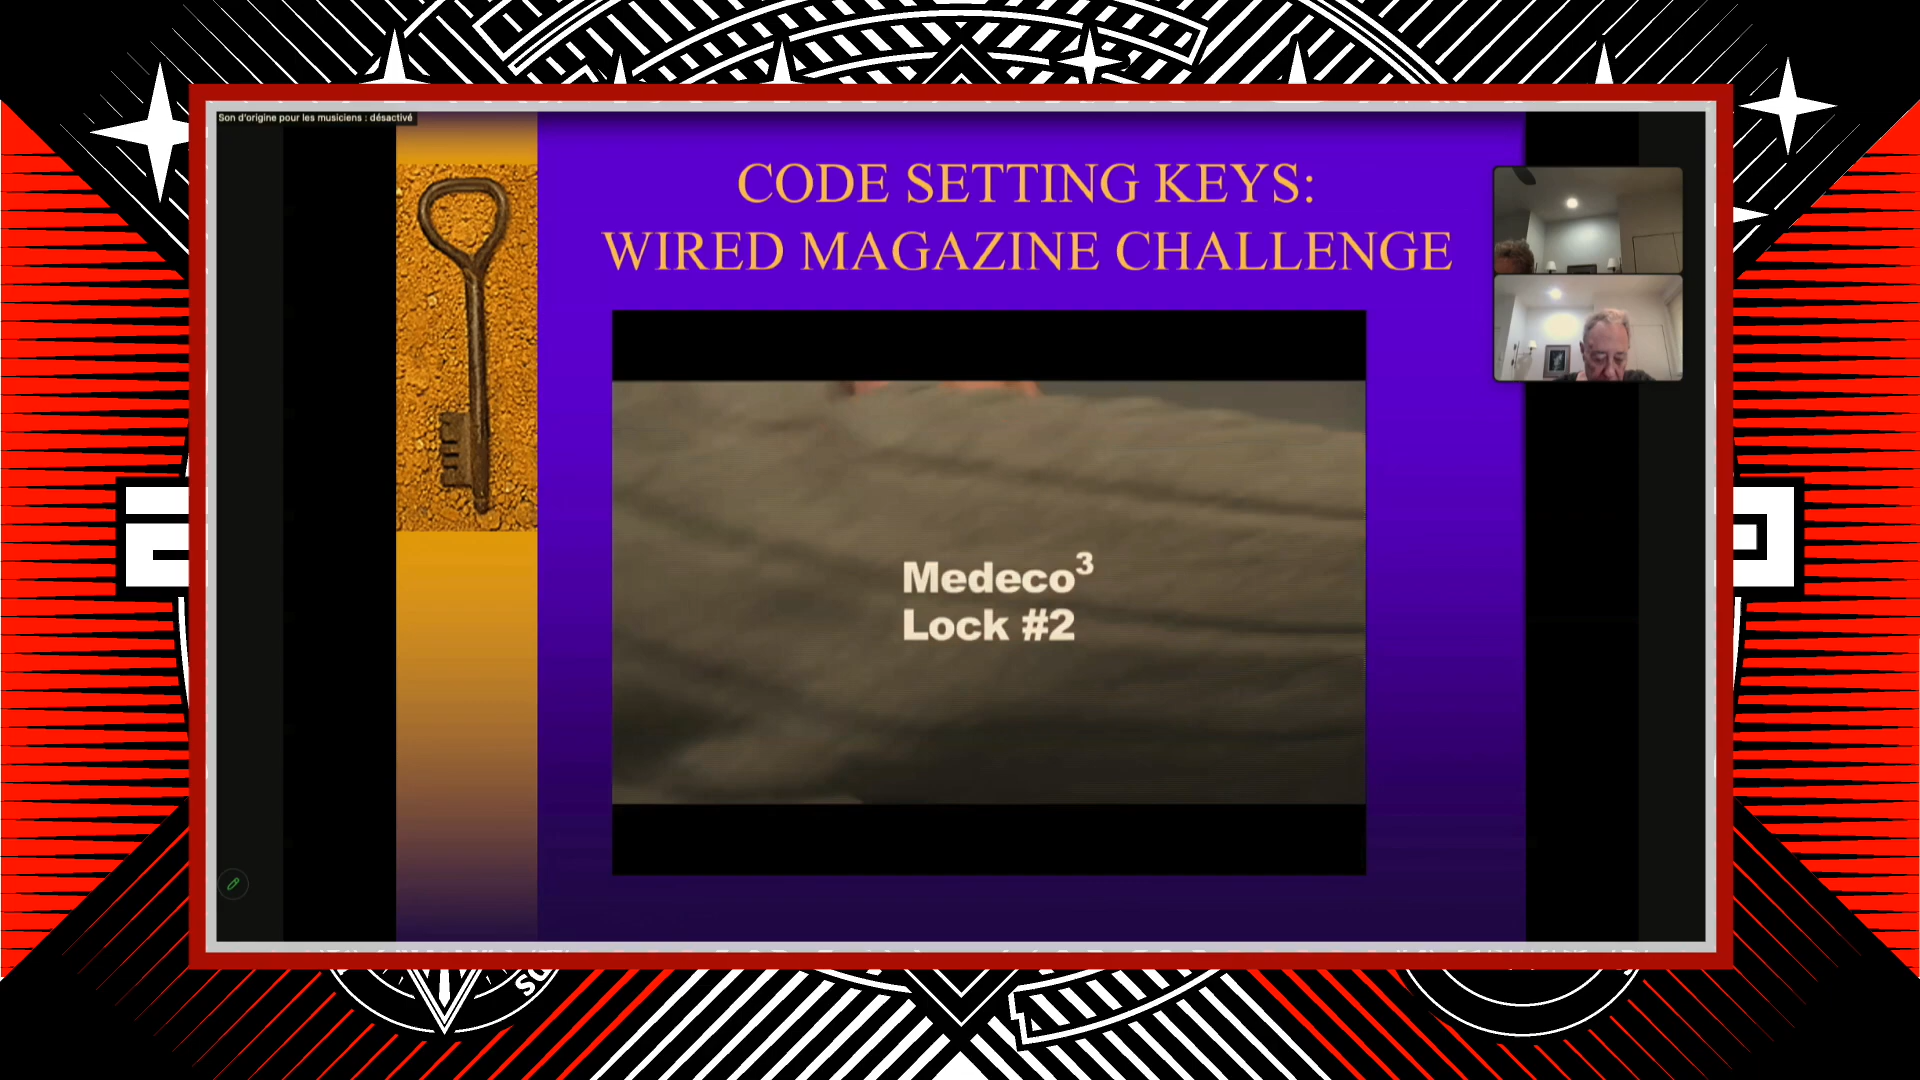 Son d'origine pour les musiciens : désactivé
CODE SETTING KEYS:
WIRED MAGAZINE CHALLENGE
Medeco³
Lock #2